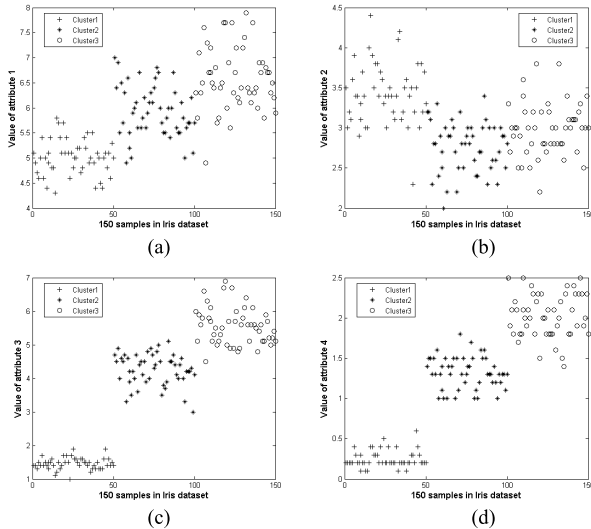 Value of attribute 1
8
7.5
7
6.5
6
5.5
5
4.5
4
0
50
100
150
Cluster1
Cluster2
Cluster3
150 samples in Iris dataset
(a)
Value of attribute 2
4.5
4
3.5
3
2.5
2
0
50
100
150
Cluster1
Cluster2
Cluster3
150 samples in Iris dataset
(b)
Value of attribute 3
7
6
5
4
3
2
1
0
50
100
150
Cluster1
Cluster2
Cluster3
150 samples in Iris dataset
(c)
Value of attribute 4
2.5
2
1.5
1
0.5
0
0
50
100
150
Cluster1
Cluster2
Cluster3
150 samples in Iris dataset
(d)